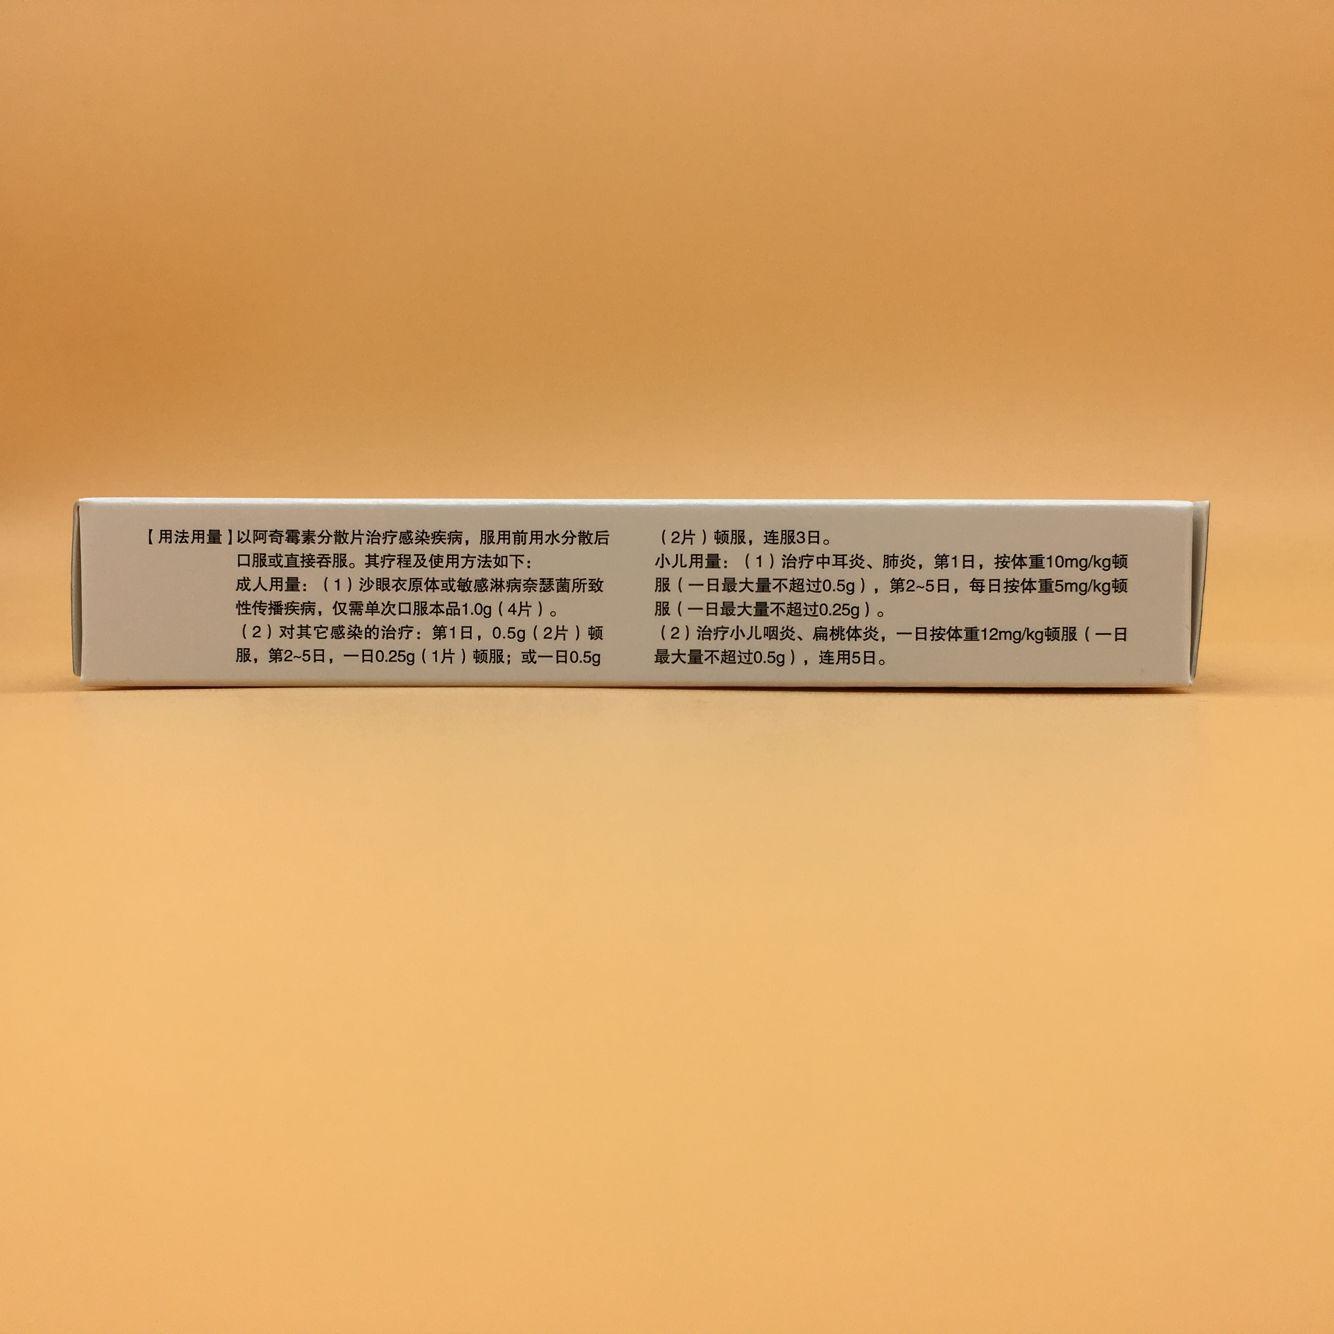 【用法用量】以阿奇霉素分散片治疗感染疾病，服用前用水分散后
口服或直接吞服。其疗程及使用方法如下：
成人用量：（1）沙眼衣原体或敏感淋病奈瑟菌所致
性传播疾病，仅需单次口服本品1.0g（4片）。
（2）对其它感染的治疗：第1日，0.5g（2片）顿
服，第2~5日，一日0.25g（1片）顿服；或一日0.5g
（2片）顿服，连服3日。
小儿用量：（1）治疗中耳炎、肺炎，第1日，按体重10mg/kg顿
服（一日最大量不超过0.5g），第2~5日，每日按体重5mg/kg顿
服（一日最大量不超过0.25g）。
（2）治疗小儿咽炎、扁桃体炎，一日按体重12mg/kg顿服（一日
最大量不超过0.5g），连用5日。